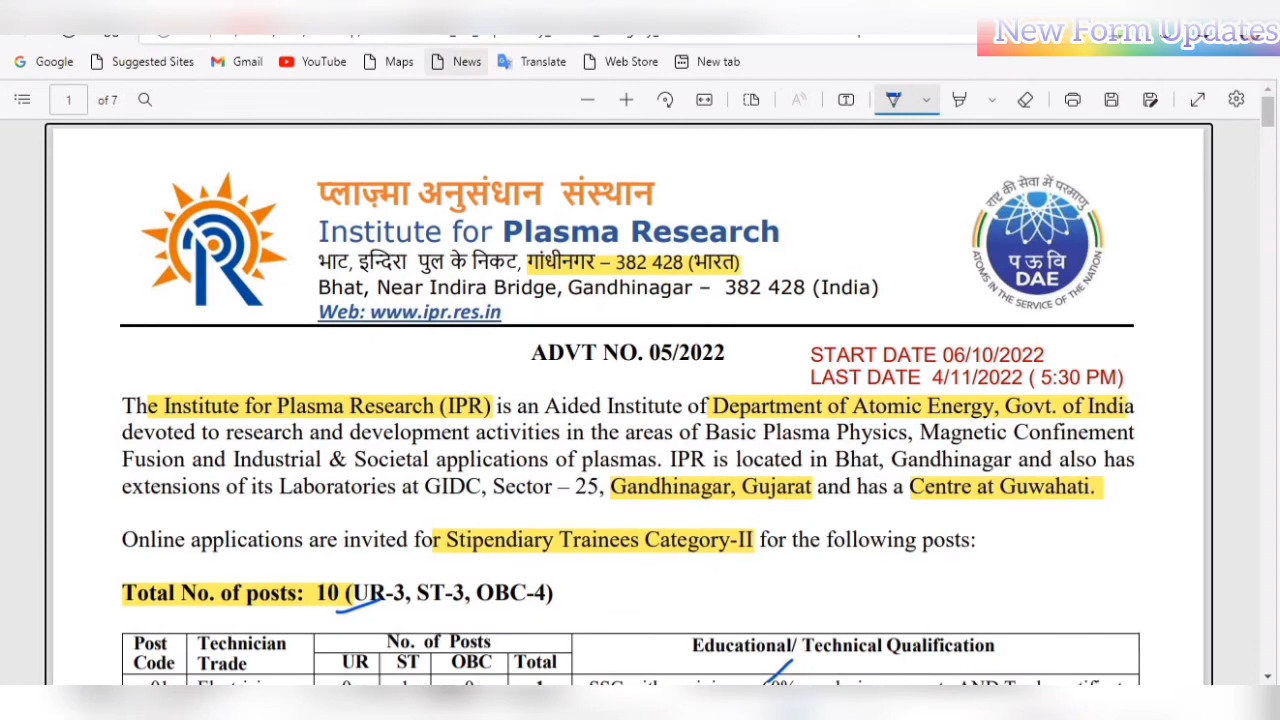 New Form Updates
Google Suggested Sites Gmail YouTube Maps News Translate Web Store New tab
1 of 7
प्लाज़्मा अनुसंधान संस्थान
Institute for Plasma Research
भाट, इन्दिरा पुल के निकट, गांधीनगर – 382 428 (भारत)
Bhat, Near Indira Bridge, Gandhinagar – 382 428 (India)
Web: www.ipr.res.in
राष्ट्र की सेवा में परमाणु
प ऊ वि
DAE
ATOMS IN THE SERVICE OF THE NATION
ADVT NO. 05/2022
START DATE 06/10/2022
LAST DATE 4/11/2022 ( 5:30 PM)
The Institute for Plasma Research (IPR) is an Aided Institute of Department of Atomic Energy, Govt. of India
devoted to research and development activities in the areas of Basic Plasma Physics, Magnetic Confinement
Fusion and Industrial & Societal applications of plasmas. IPR is located in Bhat, Gandhinagar and also has
extensions of its Laboratories at GIDC, Sector – 25, Gandhinagar, Gujarat and has a Centre at Guwahati.
Online applications are invited for Stipendiary Trainees Category-II for the following posts:
Total No. of posts: 10 (UR-3, ST-3, OBC-4)
Post Code Technician Trade No. of Posts Educational/ Technical Qualification
UR ST OBC Total